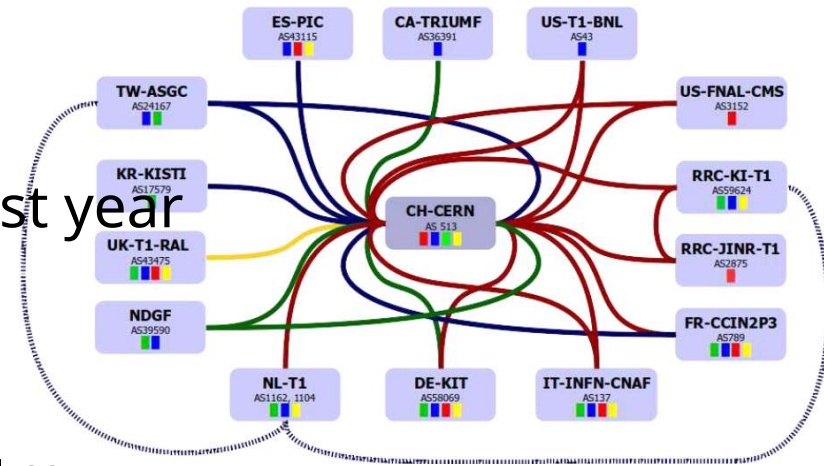 ES-PIC
AS43115
CA-TRIUMF
AS36391
US-T1-BNL
AS43
TW-ASGC
AS24167
US-FNAL-CMS
AS3152
KR-KISTI
AS17579
RRC-KI-T1
AS59624
st year
CH-CERN
AS 513
UK-T1-RAL
AS43475
RRC-JINR-T1
AS2875
NDGF
AS39590
FR-CCIN2P3
AS789
NL-T1
AS1162, 1104
DE-KIT
AS58069
IT-INFN-CNAF
AS137